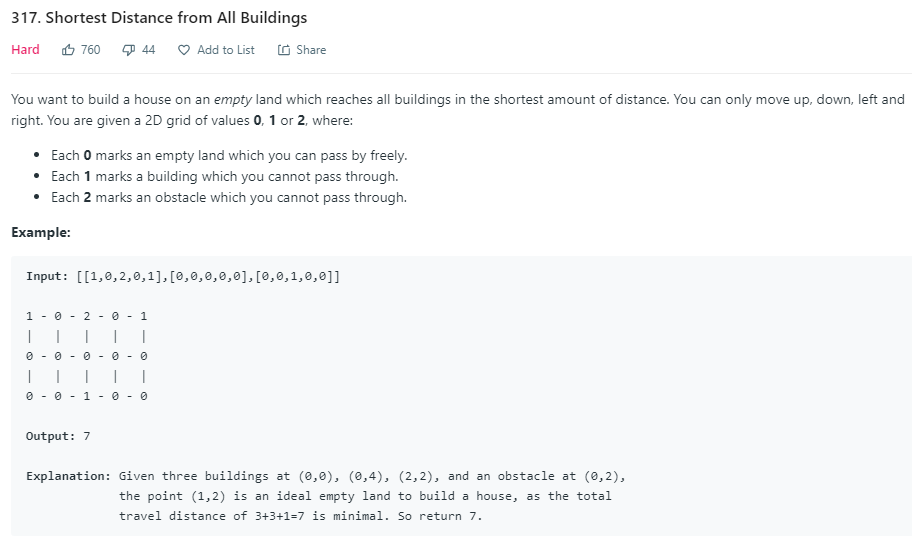 317. Shortest Distance from All Buildings
Hard 760 44 Add to List Share
You want to build a house on an empty land which reaches all buildings in the shortest amount of distance. You can only move up, down, left and
right. You are given a 2D grid of values 0, 1 or 2, where:
• Each 0 marks an empty land which you can pass by freely.
• Each 1 marks a building which you cannot pass through.
• Each 2 marks an obstacle which you cannot pass through.
Example:
Input: [[1,0,2,0,1],[0,0,0,0,0],[0,0,1,0,0]]
1 - 0 - 2 - 0 - 1
|   |   |   |   |
0 - 0 - 0 - 0 - 0
|   |   |   |   |
0 - 0 - 1 - 0 - 0
Output: 7
Explanation: Given three buildings at (0,0), (0,4), (2,2), and an obstacle at (0,2),
the point (1,2) is an ideal empty land to build a house, as the total
travel distance of 3+3+1=7 is minimal. So return 7.